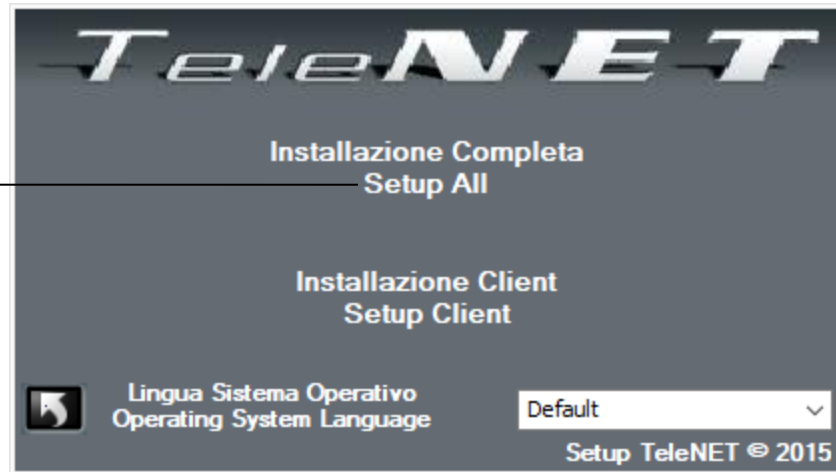 TeleNET
Installazione Completa
Setup All
Installazione Client
Setup Client
Lingua Sistema Operativo
Operating System Language
Default
Setup TeleNET © 2015